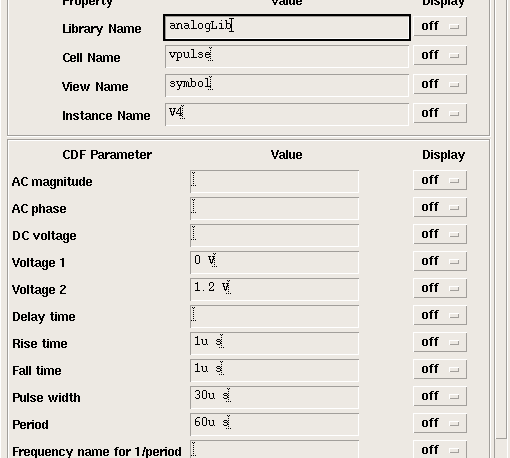 Property Value Display
Library Name analogLib off
Cell Name vpulse off
View Name symbol off
Instance Name V4 off
CDF Parameter Value Display
AC magnitude off
AC phase off
DC voltage off
Voltage 1 0 V off
Voltage 2 1.2 V off
Delay time off
Rise time 1u s off
Fall time 1u s off
Pulse width 30u s off
Period 60u s off
Frequency name for 1/period off